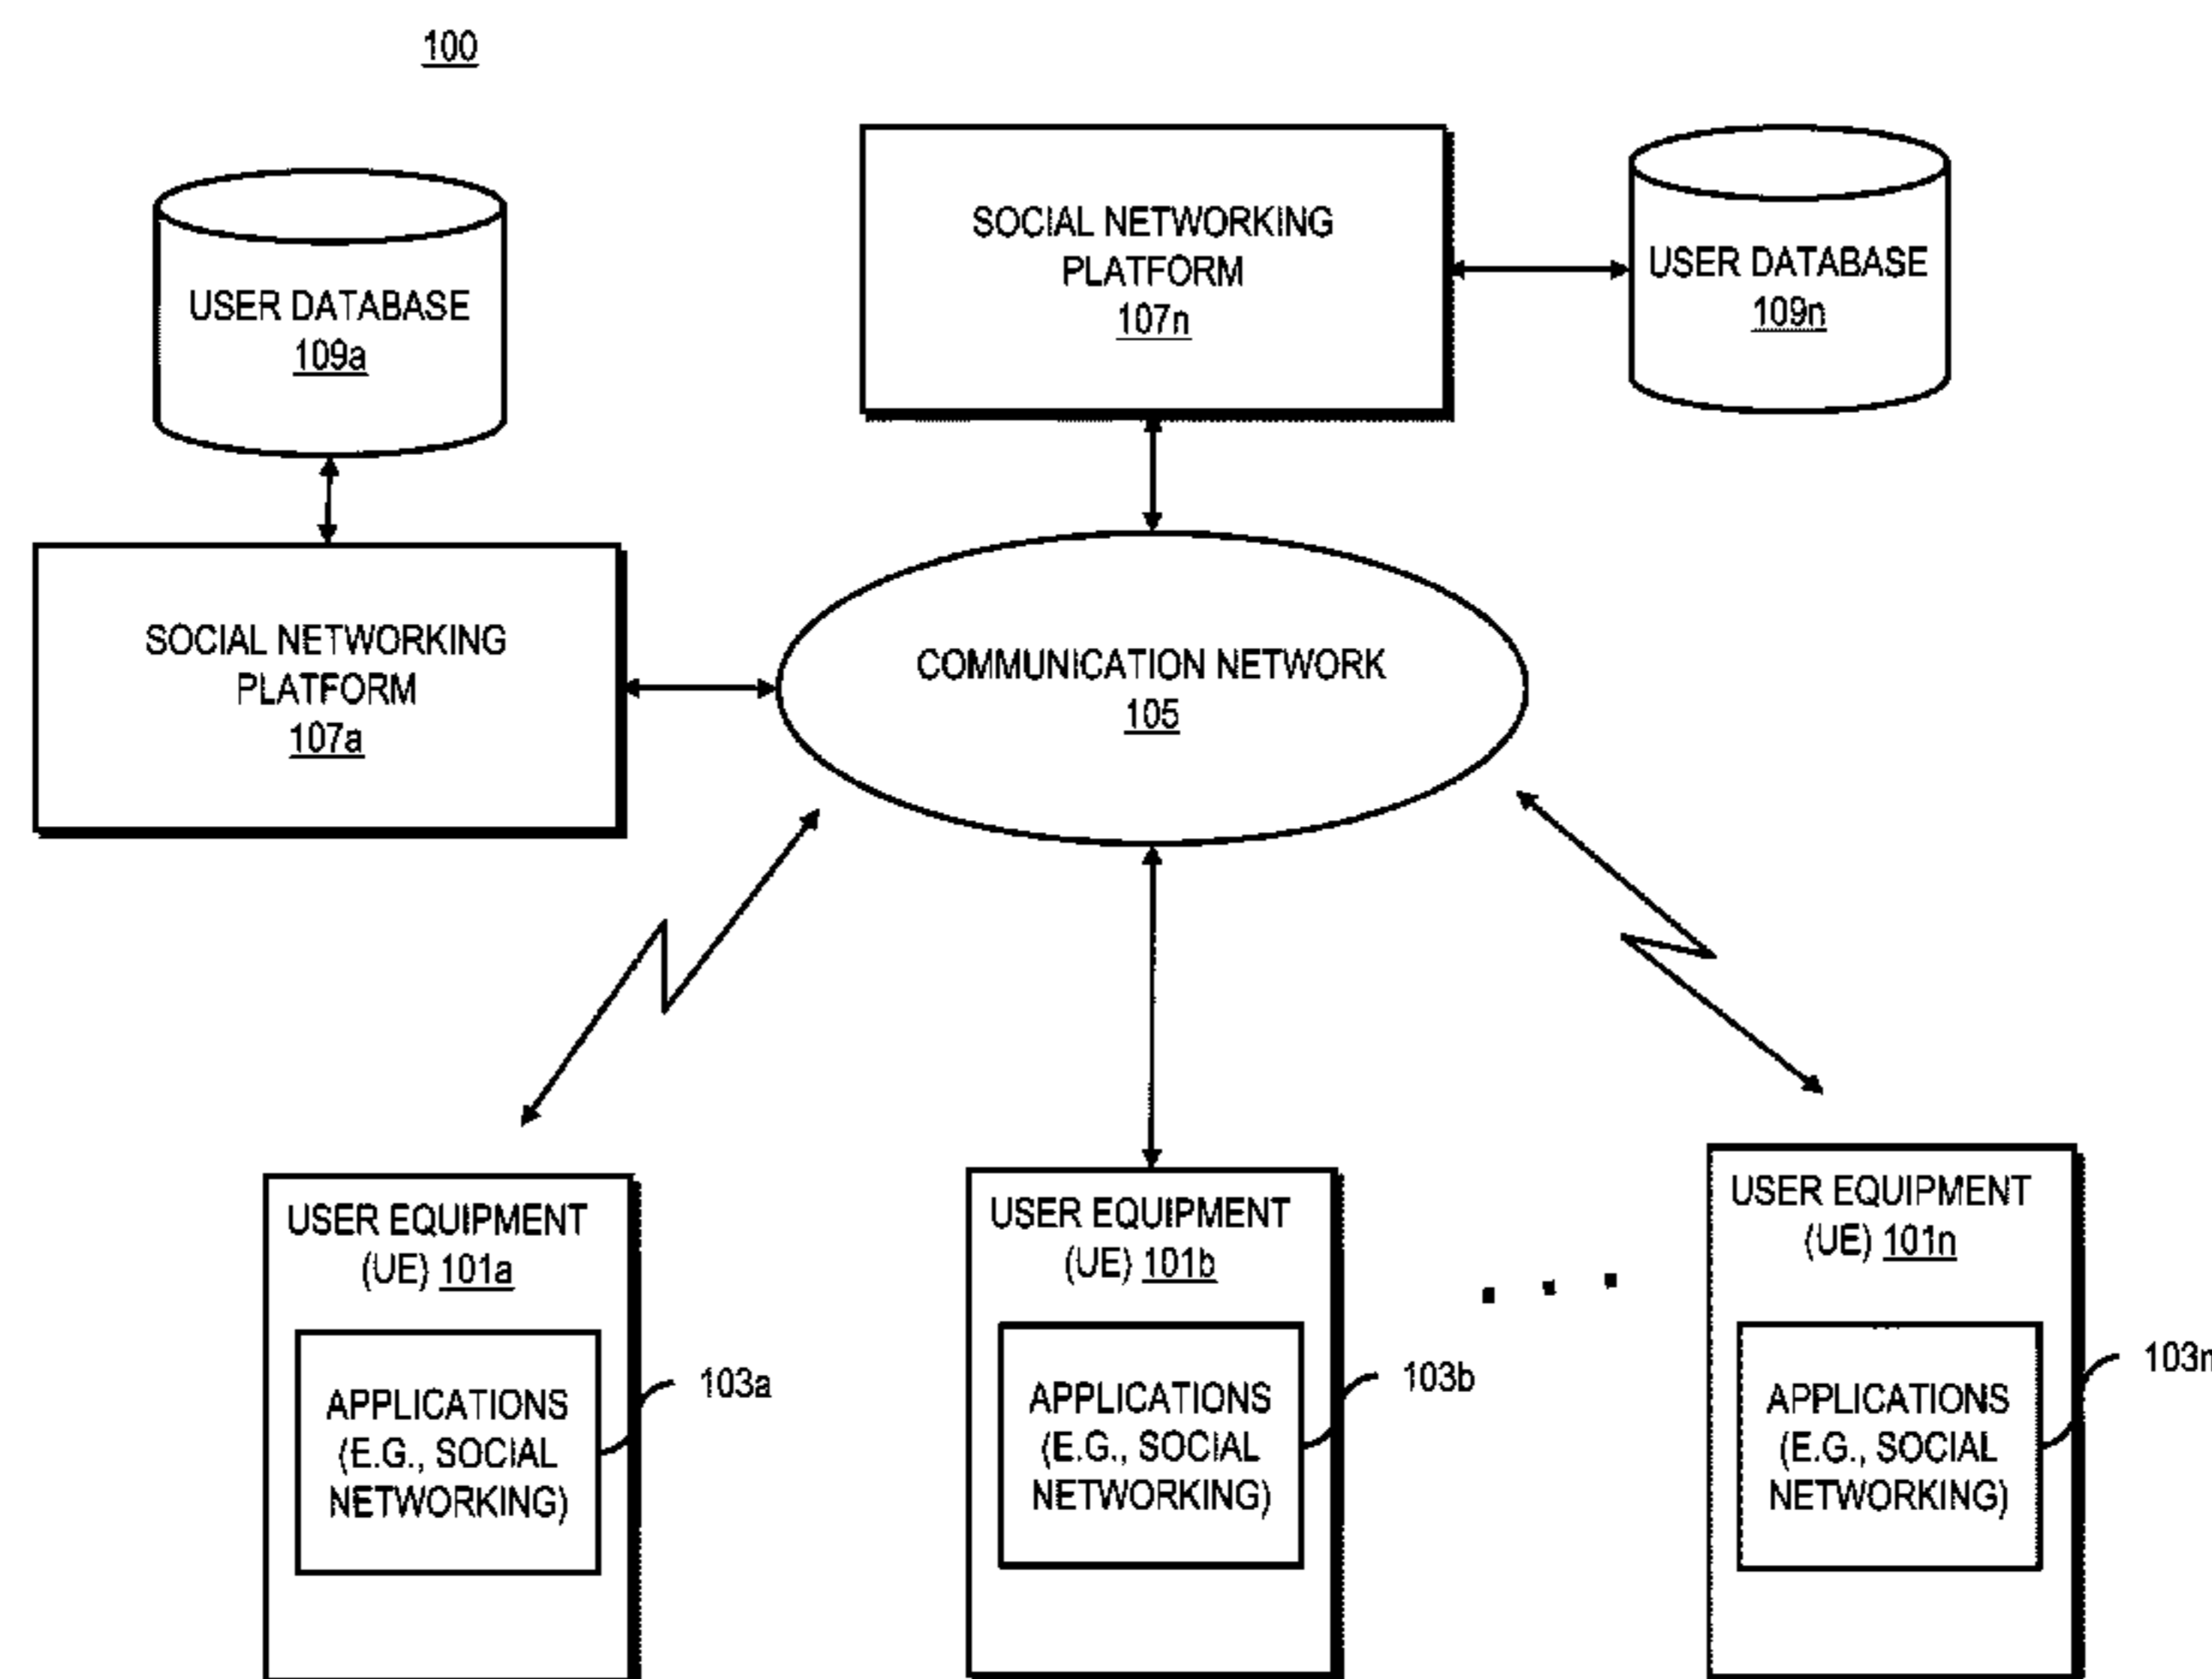 100
SOCIAL NETWORKING
PLATFORM
107n
USER DATABASE
109n
USER DATABASE
109a
SOCIAL NETWORKING
PLATFORM
107a
COMMUNICATION NETWORK
105
USER EQUIPMENT
(UE) 101a
APPLICATIONS
(E.G., SOCIAL
NETWORKING)
103a
USER EQUIPMENT
(UE) 101b
APPLICATIONS
(E.G., SOCIAL
NETWORKING)
103b
. . .
USER EQUIPMENT
(UE) 101n
APPLICATIONS
(E.G., SOCIAL
NETWORKING)
103n